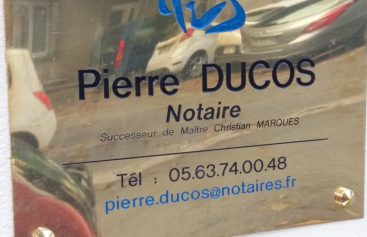 Pierre DUCOS
Notaire
Successeur de Maître Christian MARQUES
Tél : 05.63.74.00.48
pierre.ducos@notaires.fr